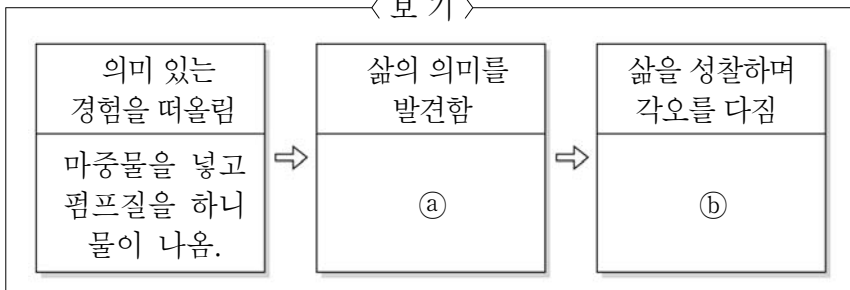 〈보 기〉
의미 있는
경험을 떠올림
마중물을 넣고
펌프질을 하니
물이 나옴.
⇨
삶의 의미를
발견함
ⓐ
⇨
삶을 성찰하며
각오를 다짐
ⓑ